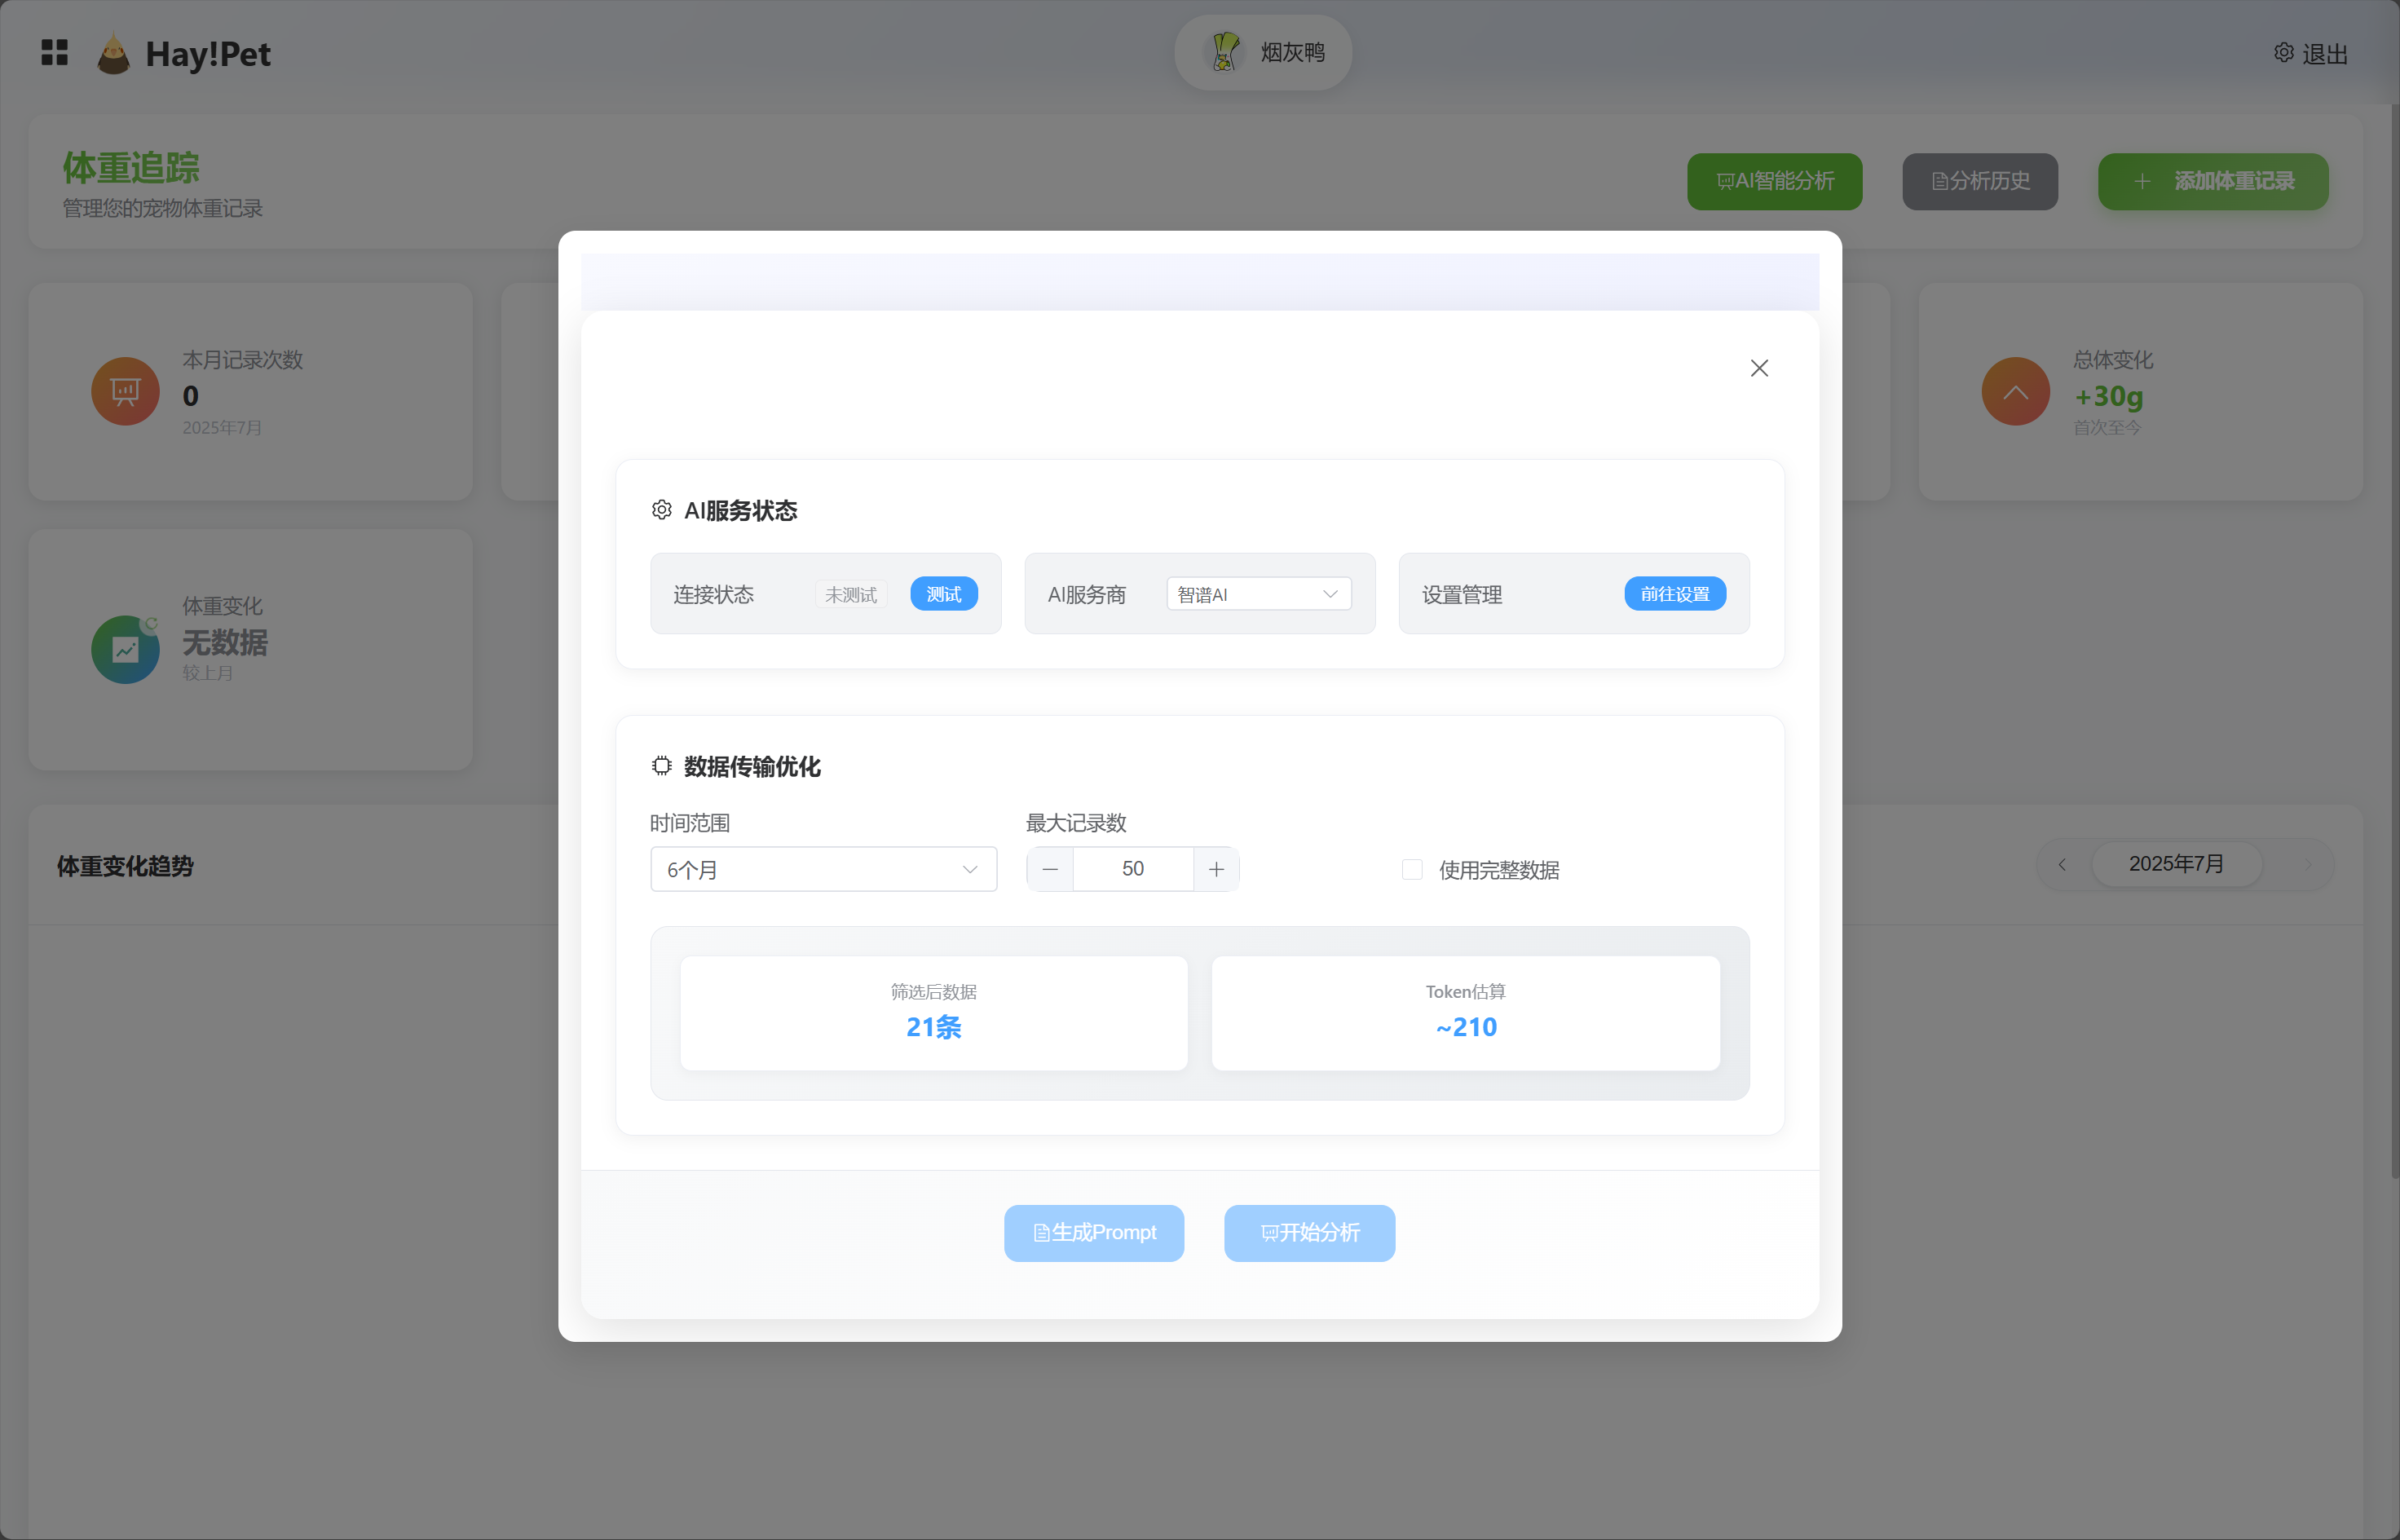 Hay!Pet
烟灰鸭
退出
体重追踪
管理您的宠物体重记录
AI智能分析
分析历史
添加体重记录
本月记录次数
0
2025年7月
总体变化
+30g
首次至今
体重变化
无数据
较上月
体重变化趋势
2025年7月
AI服务状态
连接状态
未测试
测试
AI服务商
智谱AI
设置管理
前往设置
数据传输优化
时间范围
6个月
最大记录数
50
使用完整数据
筛选后数据
21条
Token估算
~210
生成Prompt
开始分析